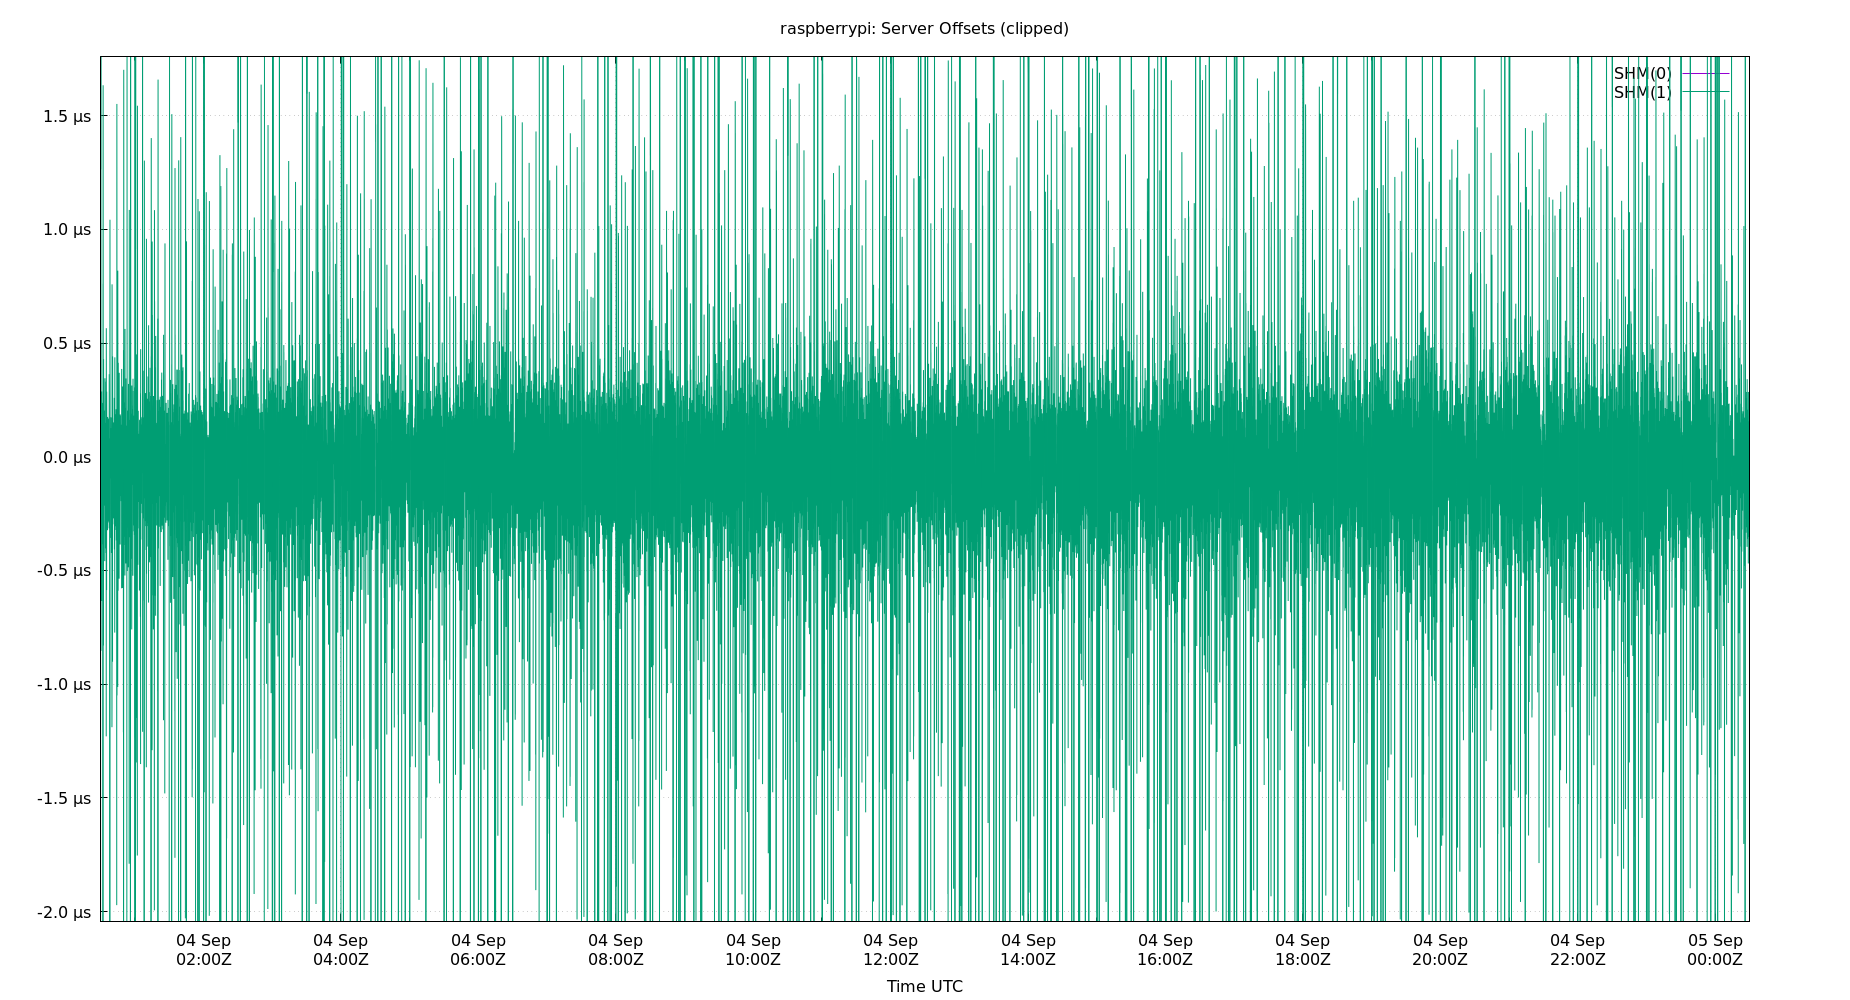 raspberrypi: Server Offsets (clipped)
SHM(0)
SHM(1)
1.5 µs
1.0 µs
0.5 µs
0.0 µs
-0.5 µs
-1.0 µs
-1.5 µs
-2.0 µs
04 Sep 04 Sep 04 Sep 04 Sep 04 Sep 04 Sep 04 Sep 04 Sep 04 Sep 04 Sep 04 Sep 05 Sep
02:00Z 04:00Z 06:00Z 08:00Z 10:00Z 12:00Z 14:00Z 16:00Z 18:00Z 20:00Z 22:00Z 00:00Z
Time UTC